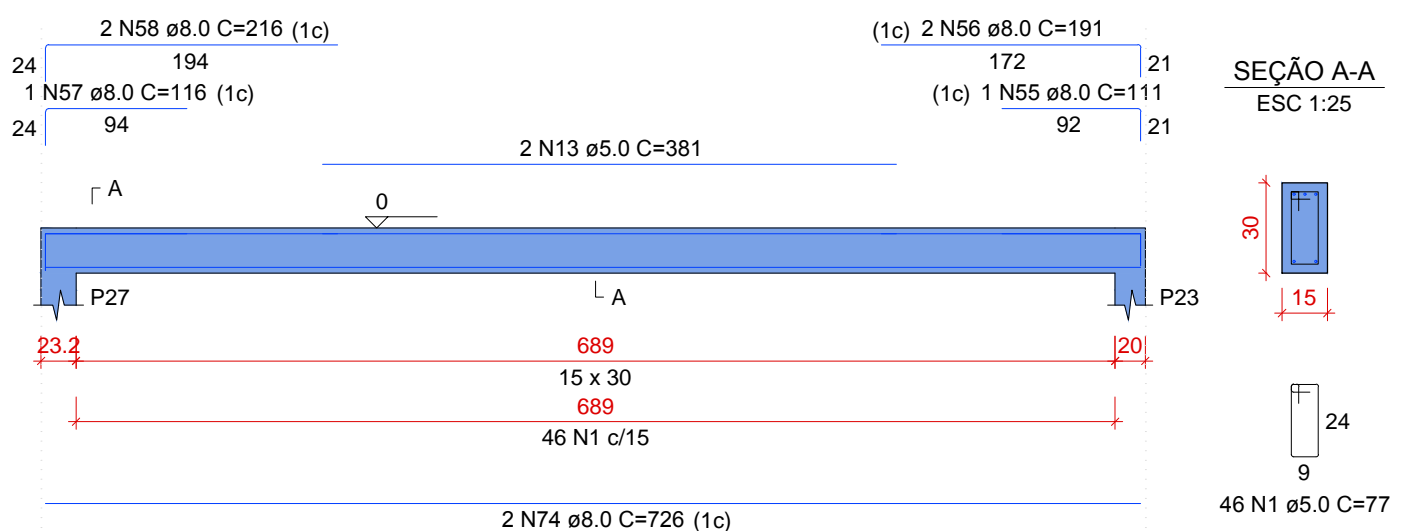 2 N58 ø8.0 C=216 (1c)
(1c) 2 N56 ø8.0 C=191
24
194
172
21
SEÇÃO A-A
ESC 1:25
1 N57 ø8.0 C=116 (1c)
(1c) 1 N55 ø8.0 C=111
24
94
92
21
2 N13 ø5.0 C=381
A
0
30
A
P27
P23
15
23.2
689
20
15 x 30
689
46 N1 c/15
24
9
46 N1 ø5.0 C=77
2 N74 ø8.0 C=726 (1c)